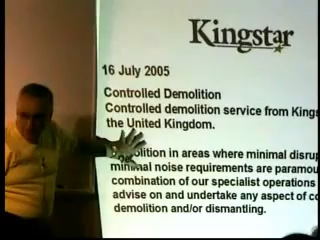 Kingstar
16 July 2005
Controlled Demolition
Controlled demolition service from Kings
the United Kingdom.
in areas where minimal disrup
minimal noise requirements are paramou
combination of our specialist operations
advise on and undertake any aspect of co
demolition and/or dismantling.